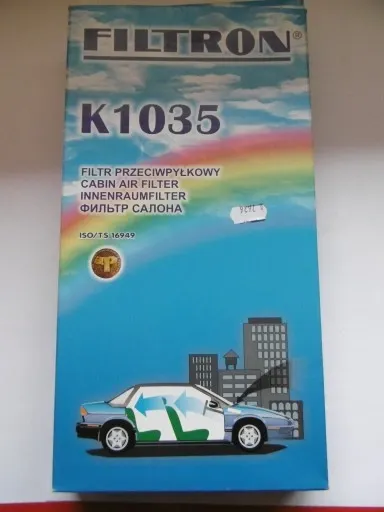 FILTRON®
K1035
FILTR PRZECIWPYŁKOWY
CABIN AIR FILTER
INNENRAUMFILTER
ФИЛЬТР САЛОНА
ISO/TS 16949